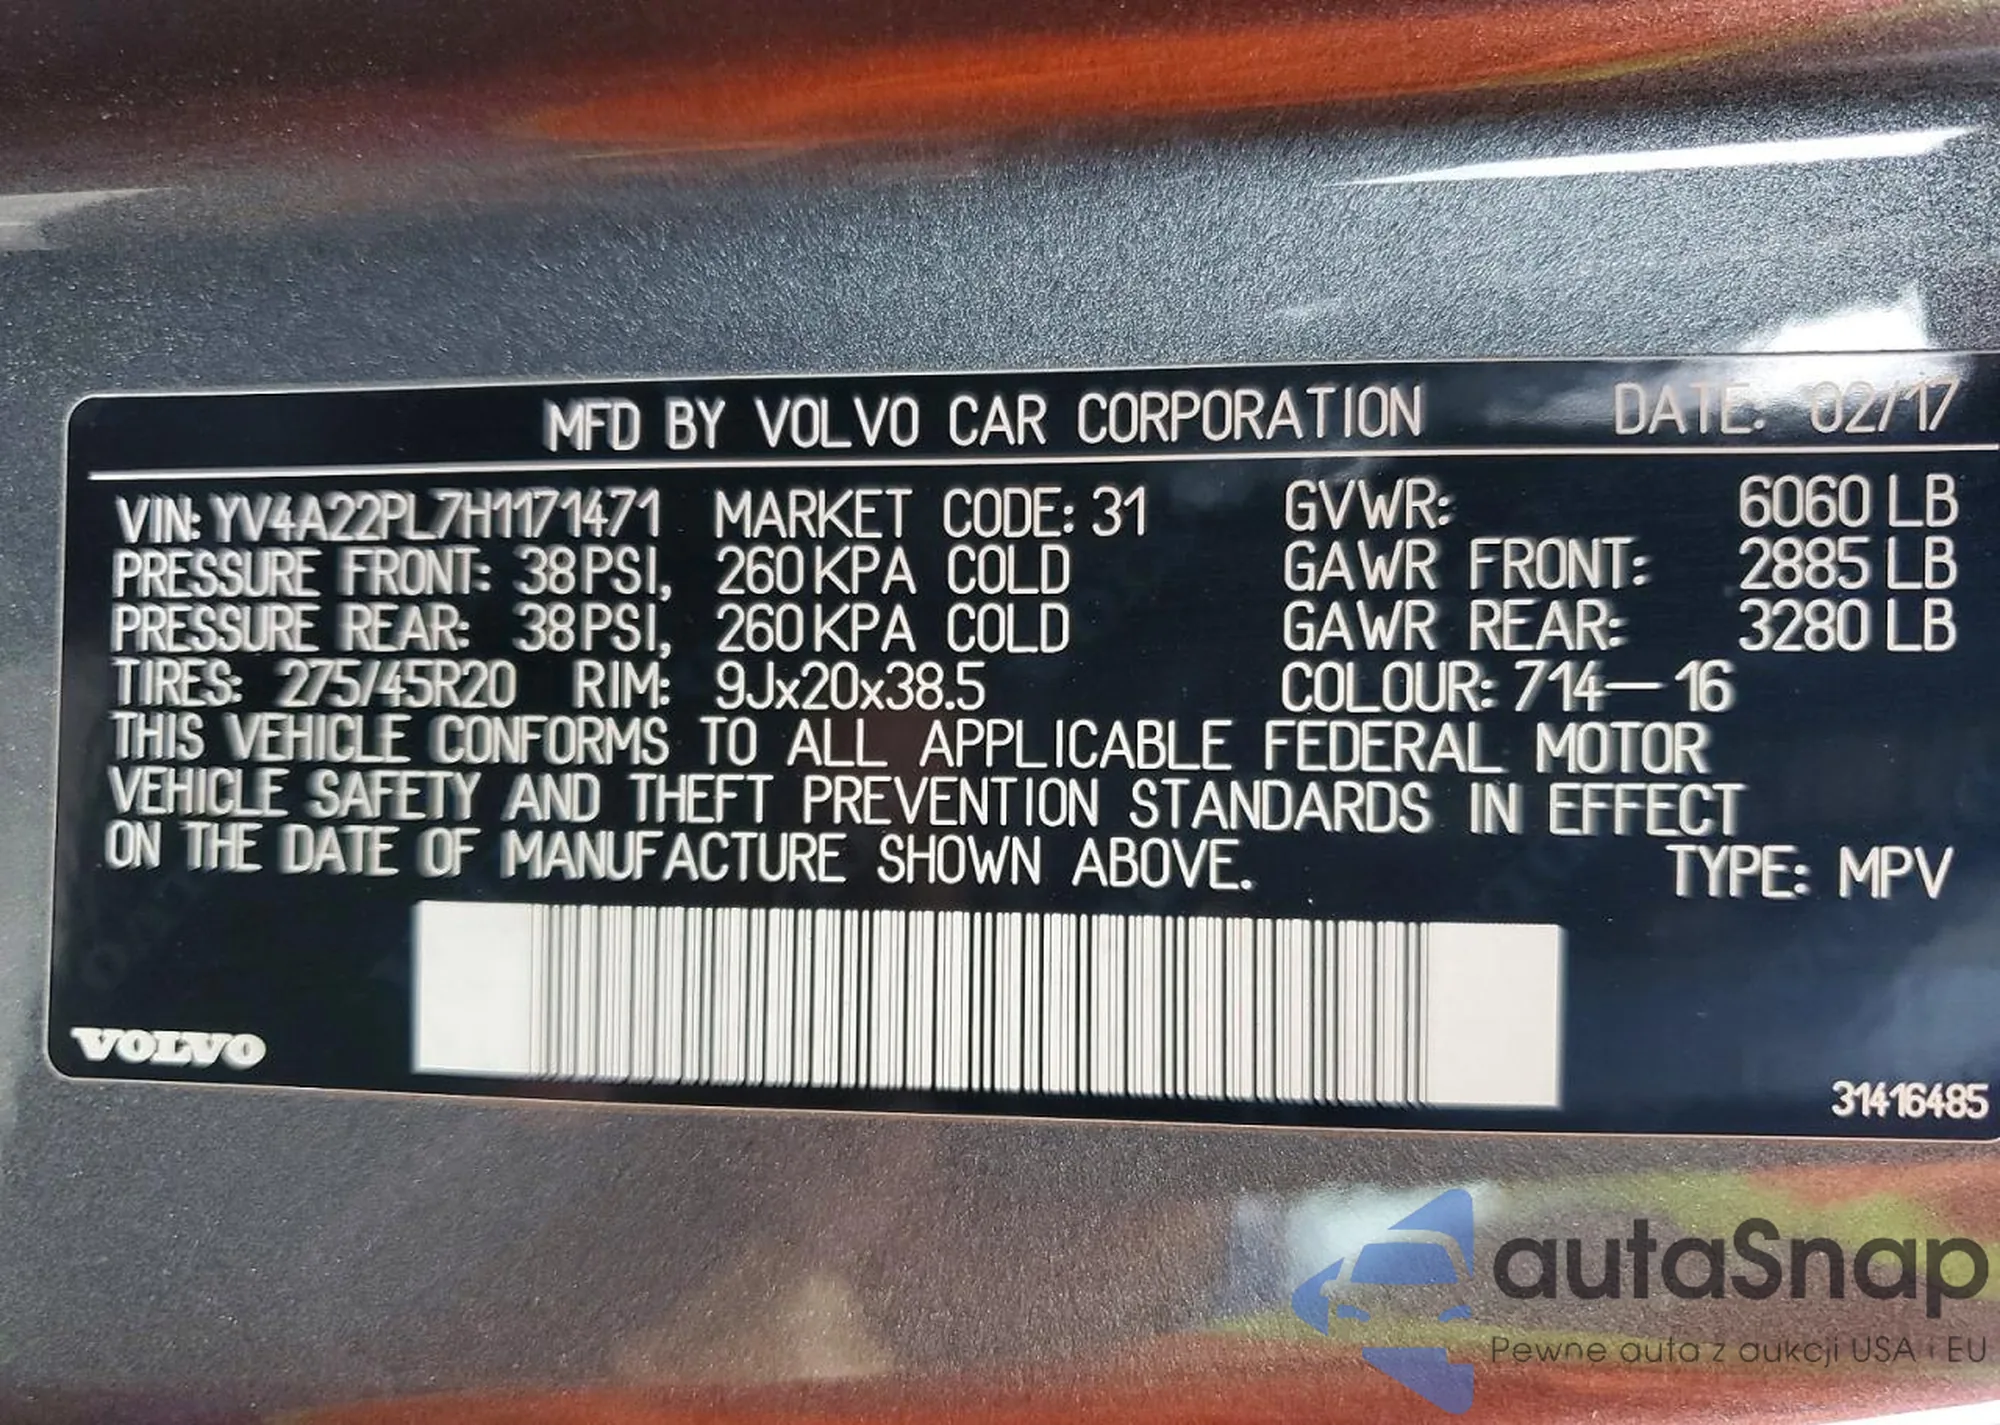 MFD BY VOLVO CAR CORPORATION DATE: 02/17
VIN: YV4A22PL7H1171471 MARKET CODE: 31 GVWR: 6060 LB
PRESSURE FRONT: 38 PSI, 260 KPA COLD GAWR FRONT: 2885 LB
PRESSURE REAR: 38 PSI, 260 KPA COLD GAWR REAR: 3280 LB
TIRES: 275/45R20 RIM: 9Jx20x38.5 COLOUR: 714-16
THIS VEHICLE CONFORMS TO ALL APPLICABLE FEDERAL MOTOR
VEHICLE SAFETY AND THEFT PREVENTION STANDARDS IN EFFECT
ON THE DATE OF MANUFACTURE SHOWN ABOVE. TYPE: MPV
VOLVO
31416485
autaSnap
Pewne auta z aukcji USA i EU